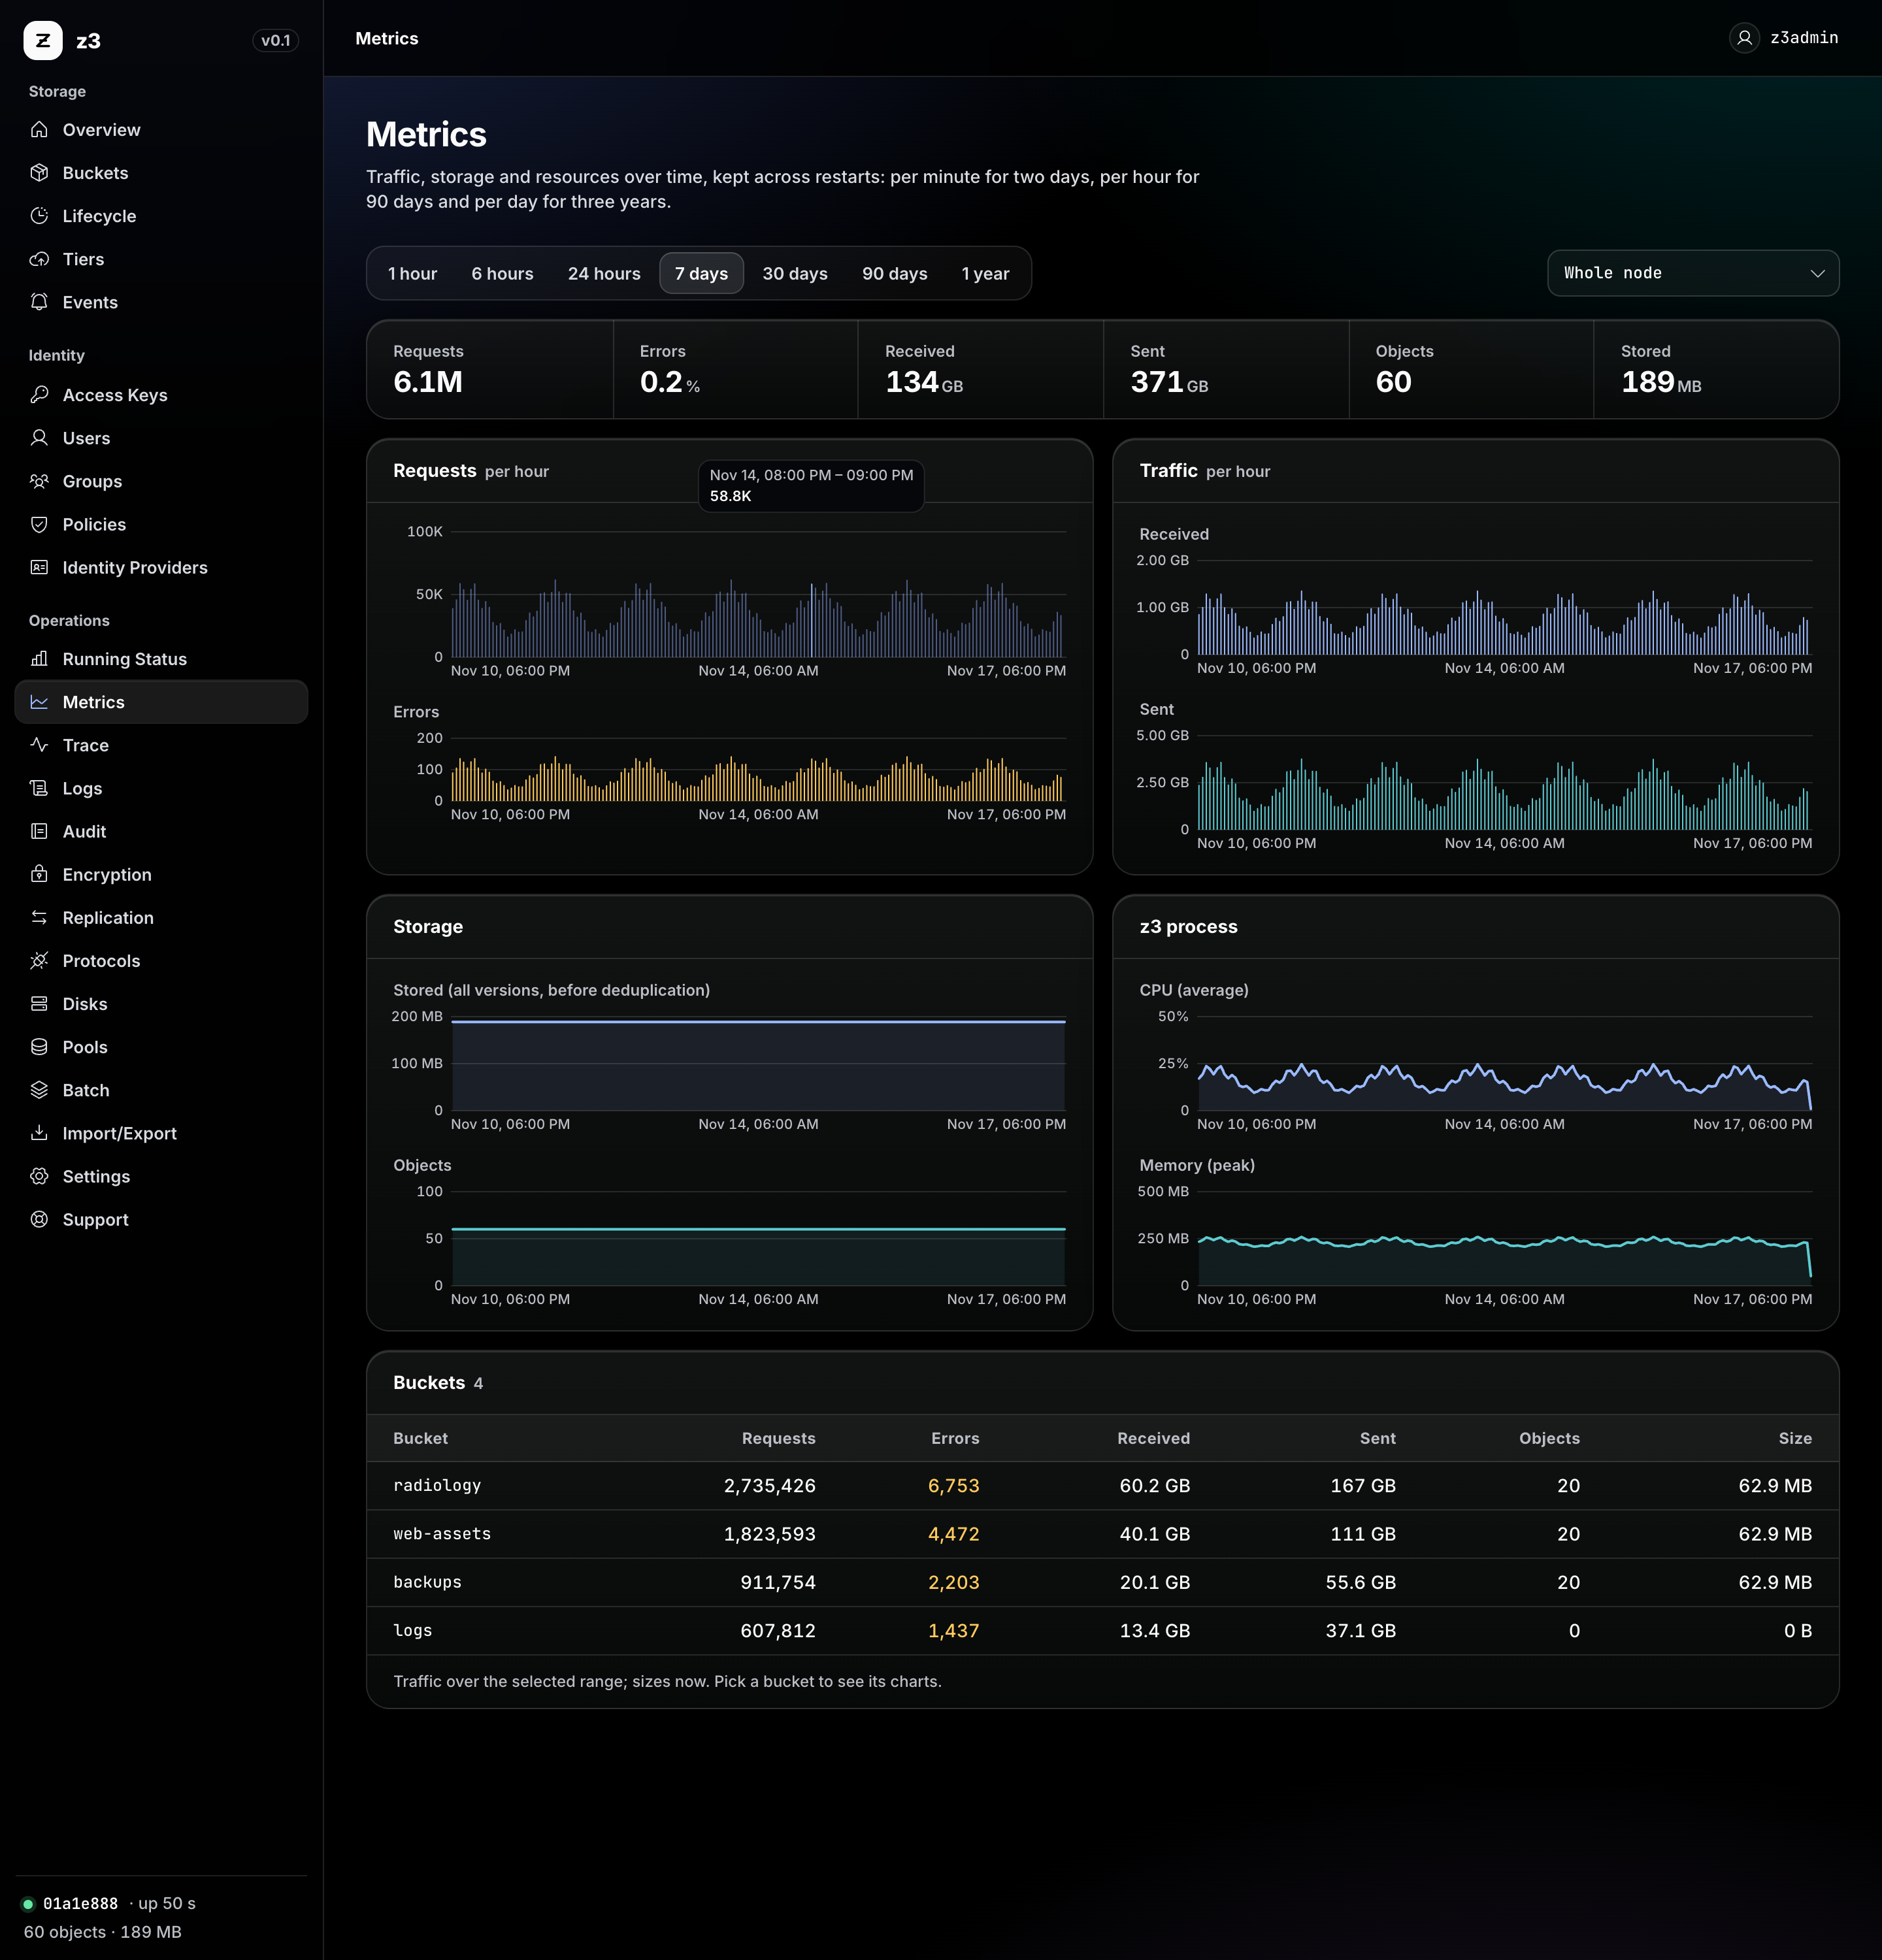 z3
v0.1
Storage
Overview
Buckets
Lifecycle
Tiers
Events
Identity
Access Keys
Users
Groups
Policies
Identity Providers
Operations
Running Status
Metrics
Trace
Logs
Audit
Encryption
Replication
Protocols
Disks
Pools
Batch
Import/Export
Settings
Support
01a1e888 · up 50 s
60 objects · 189 MB
Metrics
z3admin
Metrics
Traffic, storage and resources over time, kept across restarts: per minute for two days, per hour for
90 days and per day for three years.
1 hour 6 hours 24 hours 7 days 30 days 90 days 1 year
Whole node
Requests
6.1M
Errors
0.2 %
Received
134 GB
Sent
371 GB
Objects
60
Stored
189 MB
Requests per hour
Nov 14, 08:00 PM – 09:00 PM
58.8K
100K
50K
0
Nov 10, 06:00 PM Nov 14, 06:00 AM Nov 17, 06:00 PM
Errors
200
100
0
Nov 10, 06:00 PM Nov 14, 06:00 AM Nov 17, 06:00 PM
Traffic per hour
Received
2.00 GB
1.00 GB
0
Nov 10, 06:00 PM Nov 14, 06:00 AM Nov 17, 06:00 PM
Sent
5.00 GB
2.50 GB
0
Nov 10, 06:00 PM Nov 14, 06:00 AM Nov 17, 06:00 PM
Storage
Stored (all versions, before deduplication)
200 MB
100 MB
0
Nov 10, 06:00 PM Nov 14, 06:00 AM Nov 17, 06:00 PM
Objects
100
50
0
Nov 10, 06:00 PM Nov 14, 06:00 AM Nov 17, 06:00 PM
z3 process
CPU (average)
50%
25%
0
Nov 10, 06:00 PM Nov 14, 06:00 AM Nov 17, 06:00 PM
Memory (peak)
500 MB
250 MB
0
Nov 10, 06:00 PM Nov 14, 06:00 AM Nov 17, 06:00 PM
Buckets 4
Bucket Requests Errors Received Sent Objects Size
radiology 2,735,426 6,753 60.2 GB 167 GB 20 62.9 MB
web-assets 1,823,593 4,472 40.1 GB 111 GB 20 62.9 MB
backups 911,754 2,203 20.1 GB 55.6 GB 20 62.9 MB
logs 607,812 1,437 13.4 GB 37.1 GB 0 0 B
Traffic over the selected range; sizes now. Pick a bucket to see its charts.